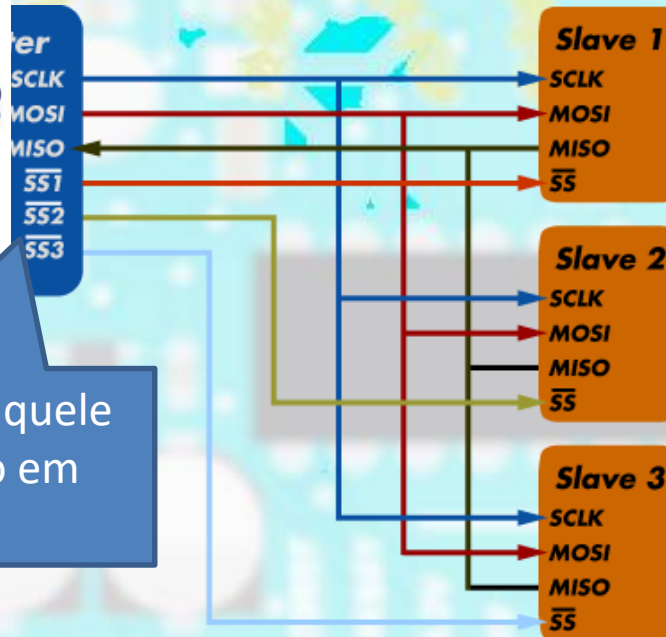 ter
SCLK
MOSI
MISO
SS1
SS2
SS3
quele
o em
Slave 1
SCLK
MOSI
MISO
SS
Slave 2
SCLK
MOSI
MISO
SS
Slave 3
SCLK
MOSI
MISO
SS